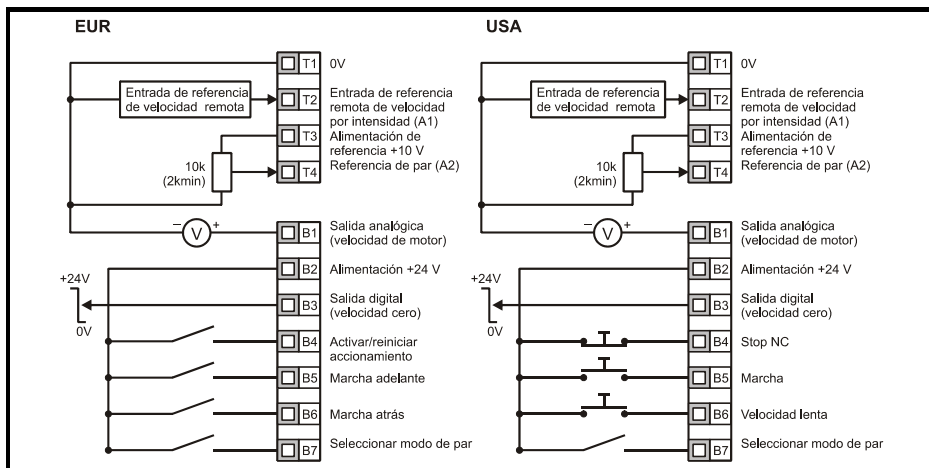 EUR
T1 0V
Entrada de referencia
de velocidad remota
T2 Entrada de referencia
remota de velocidad
por intensidad (A1)
T3 Alimentación de
referencia +10 V
10k
(2kmin)
T4 Referencia de par (A2)
− V +
B1 Salida analógica
(velocidad de motor)
B2 Alimentación +24 V
+24V
0V
B3 Salida digital
(velocidad cero)
B4 Activar/reiniciar
accionamiento
B5 Marcha adelante
B6 Marcha atrás
B7 Seleccionar modo de par
USA
T1 0V
Entrada de referencia
de velocidad remota
T2 Entrada de referencia
remota de velocidad
por intensidad (A1)
T3 Alimentación de
referencia +10 V
10k
(2kmin)
T4 Referencia de par (A2)
− V +
B1 Salida analógica
(velocidad de motor)
B2 Alimentación +24 V
+24V
0V
B3 Salida digital
(velocidad cero)
B4 Stop NC
B5 Marcha
B6 Velocidad lenta
B7 Seleccionar modo de par